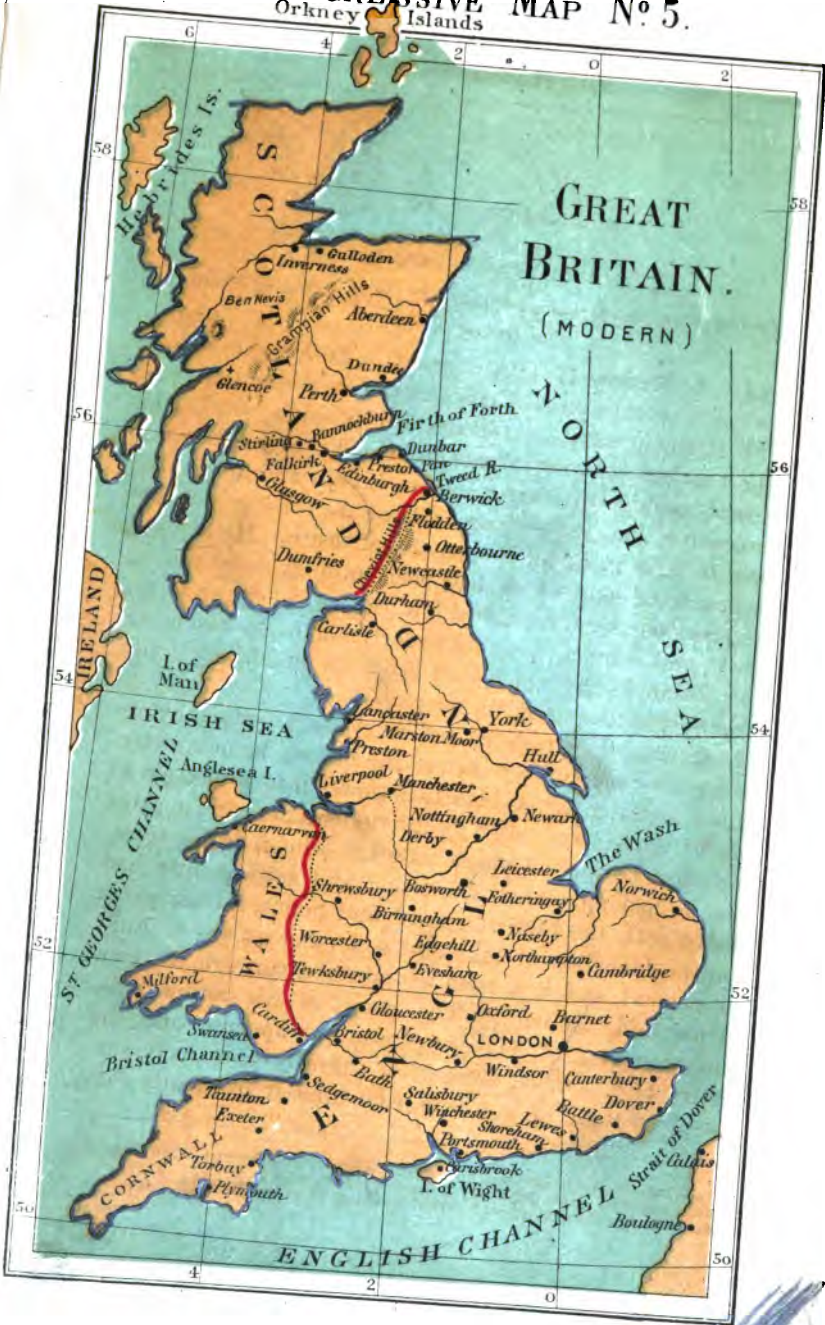 MAP Nº 5.
Orkney Islands
6
4
2
0
2
GREAT
BRITAIN.
(MODERN)
58
58
Hebrides Is.
SCOTLAND
Culloden
Inverness
Ben Nevis
Grampian Hills
Aberdeen
Glencoe
Dundee
Perth
56
56
Firth of Forth
Bannockburn
Stirling
Dunbar
Falkirk
Preston Pan
Edinburgh
Tweed R.
Glasgow
Berwick
Flodden
Cheviot Hills
Otterbourne
Dumfries
Newcastle
Durham
Carlisle
NORTH SEA
IRELAND
I. of
Man
54
54
IRISH SEA
Lancaster
York
Marston Moor
Preston
Hull
Anglesea I.
Liverpool
Manchester
ST GEORGES CHANNEL
Caernarvon
Nottingham
Newark
Derby
The Wash
WALES
Leicester
Norwich
Shrewsbury
Bosworth
Fotheringay
Birmingham
Naseby
52
52
Worcester
Edgehill
Northampton
Evesham
Cambridge
Milford
Tewksbury
Gloucester
Oxford
Barnet
Cardiff
Swansea
Bristol
Newbury
LONDON
Bristol Channel
Bath
Windsor
Canterbury
Taunton
Sedgemoor
Salisbury
Battle
Dover
Exeter
Winchester
Lewes
Shoreham
ENGLAND
Strait of Dover
CORNWALL
Torbay
Portsmouth
Calais
Plymouth
Carisbrook
I. of Wight
50
50
Boulogne
ENGLISH CHANNEL
4
2
0